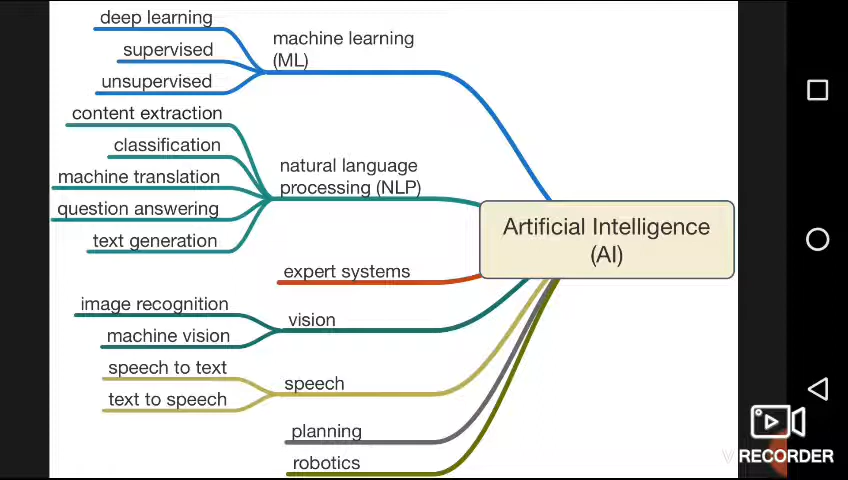 deep learning
supervised
unsupervised
machine learning
(ML)
content extraction
classification
machine translation
question answering
text generation
natural language
processing (NLP)
Artificial Intelligence
(AI)
expert systems
image recognition
machine vision
vision
speech to text
text to speech
speech
planning
robotics
VRECORDER